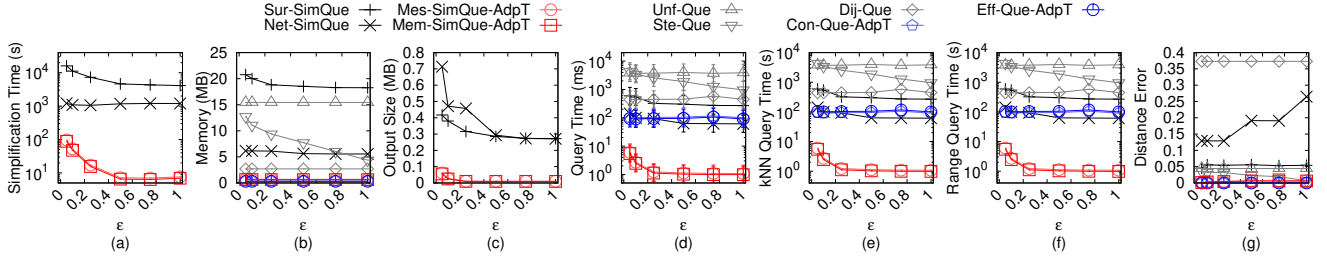 Sur-SimQue Mes-SimQue-AdpT Unf-Que Dij-Que Eff-Que-AdpT
Net-SimQue Mem-SimQue-AdpT Ste-Que Con-Que-AdpT
Simplification Time (s)
10^4
10^3
10^2
10^1
0 0.2 0.4 0.6 0.8 1
ε
(a)
Memory (MB)
25
20
15
10
5
0
0 0.2 0.4 0.6 0.8 1
ε
(b)
Output Size (MB)
0.8
0.7
0.6
0.5
0.4
0.3
0.2
0.1
0
0 0.2 0.4 0.6 0.8 1
ε
(c)
Query Time (ms)
10^4
10^3
10^2
10^1
10^0
0 0.2 0.4 0.6 0.8 1
ε
(d)
kNN Query Time (s)
10^4
10^3
10^2
10^1
10^0
0 0.2 0.4 0.6 0.8 1
ε
(e)
Range Query Time (s)
10^4
10^3
10^2
10^1
10^0
0 0.2 0.4 0.6 0.8 1
ε
(f)
Distance Error
0.4
0.35
0.3
0.25
0.2
0.15
0.1
0.05
0
0 0.2 0.4 0.6 0.8 1
ε
(g)